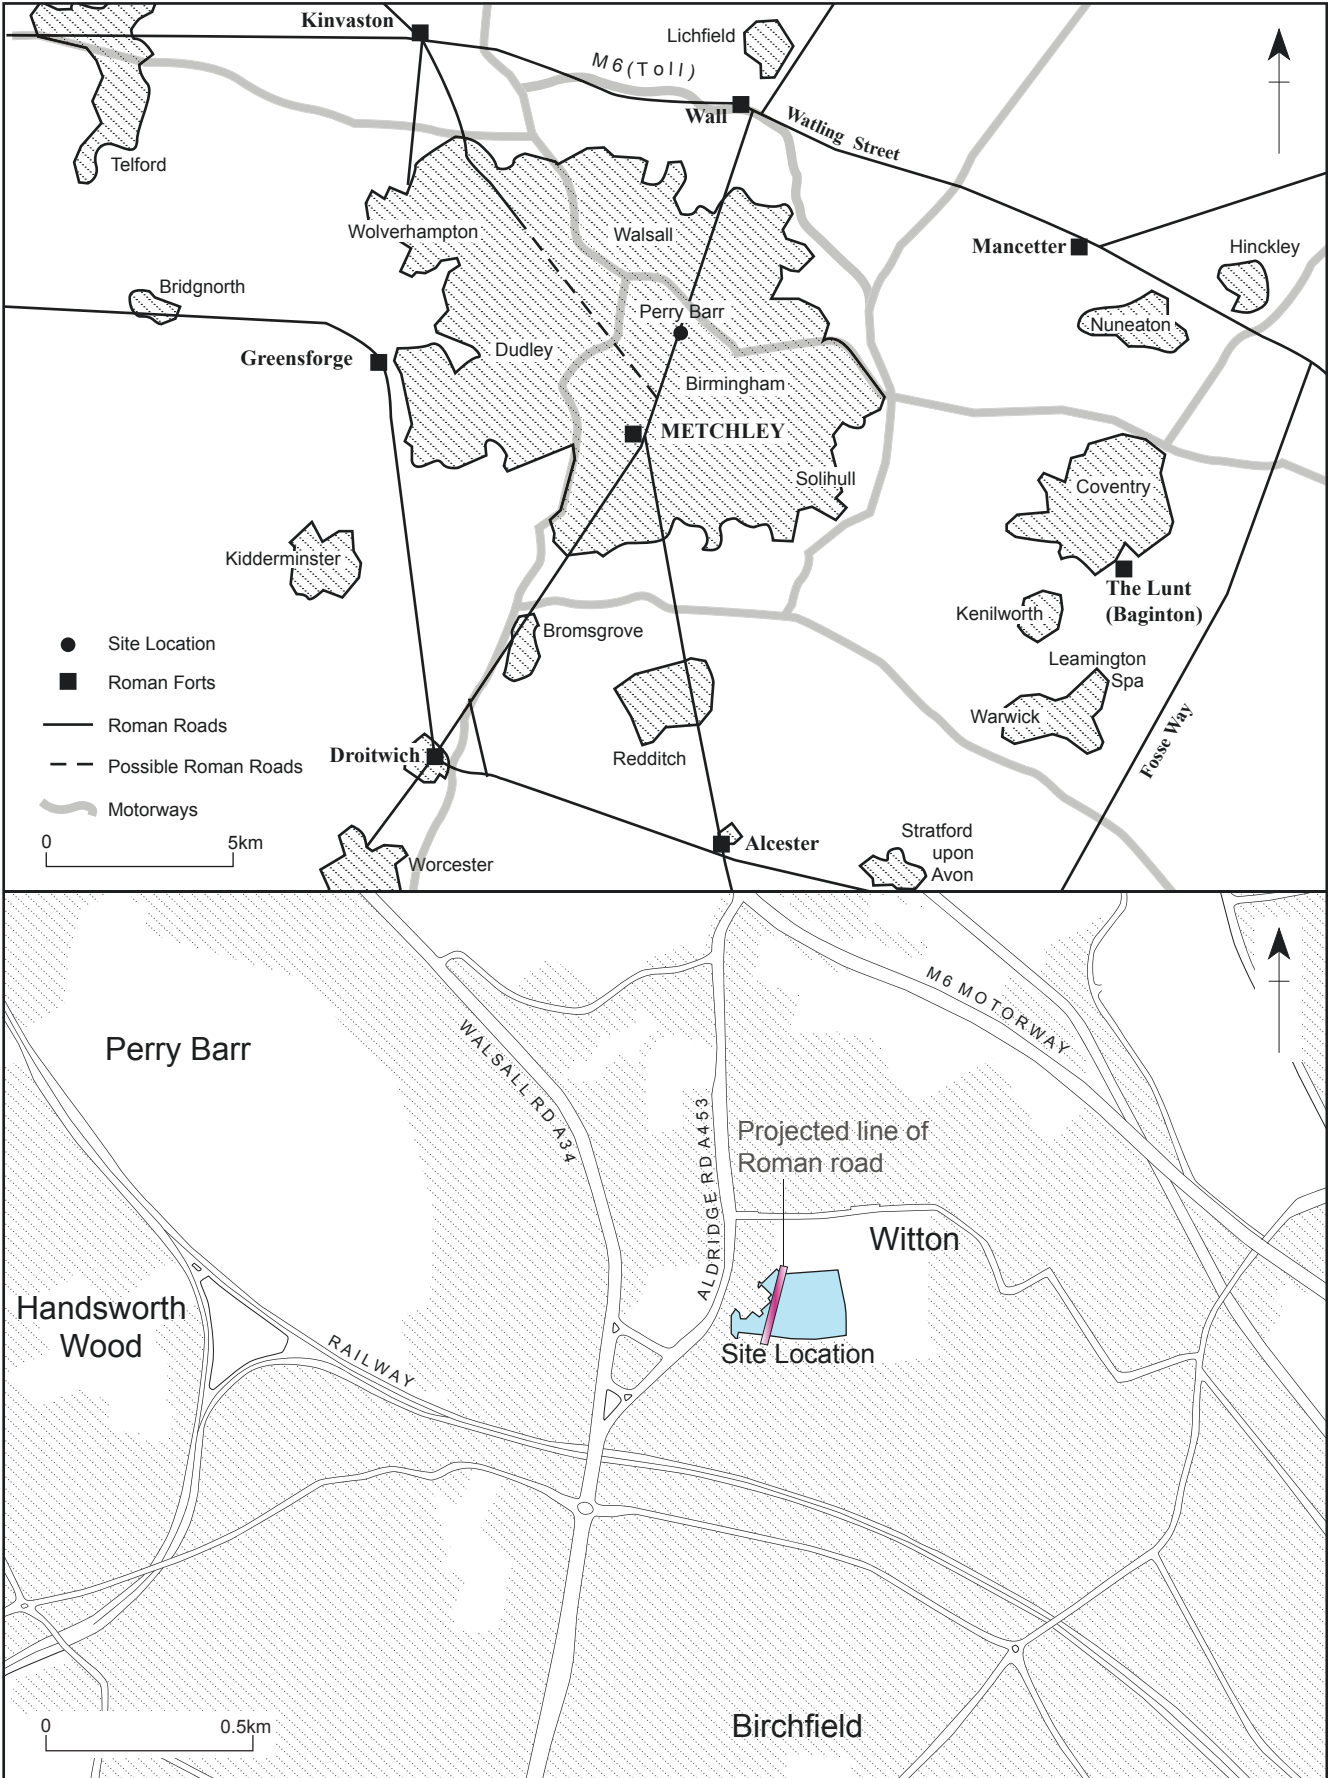 Kinvaston
Lichfield
M6(Toll)
Wall
Watling Street
Telford
Wolverhampton
Walsall
Mancetter
Hinckley
Bridgnorth
Perry Barr
Nuneaton
Greensforge
Dudley
Birmingham
METCHLEY
Solihull
Coventry
Kidderminster
The Lunt
(Baginton)
Kenilworth
Bromsgrove
Site Location
Leamington
Spa
Roman Forts
Warwick
Roman Roads
Fosse Way
Droitwich
Redditch
Possible Roman Roads
Motorways
0
5km
Alcester
Stratford
upon
Avon
Worcester
M6 MOTORWAY
Perry Barr
WALSALL RD A34
ALDRIDGE RD A453
Projected line of
Roman road
Witton
Handsworth
Wood
RAILWAY
Site Location
0
0.5km
Birchfield